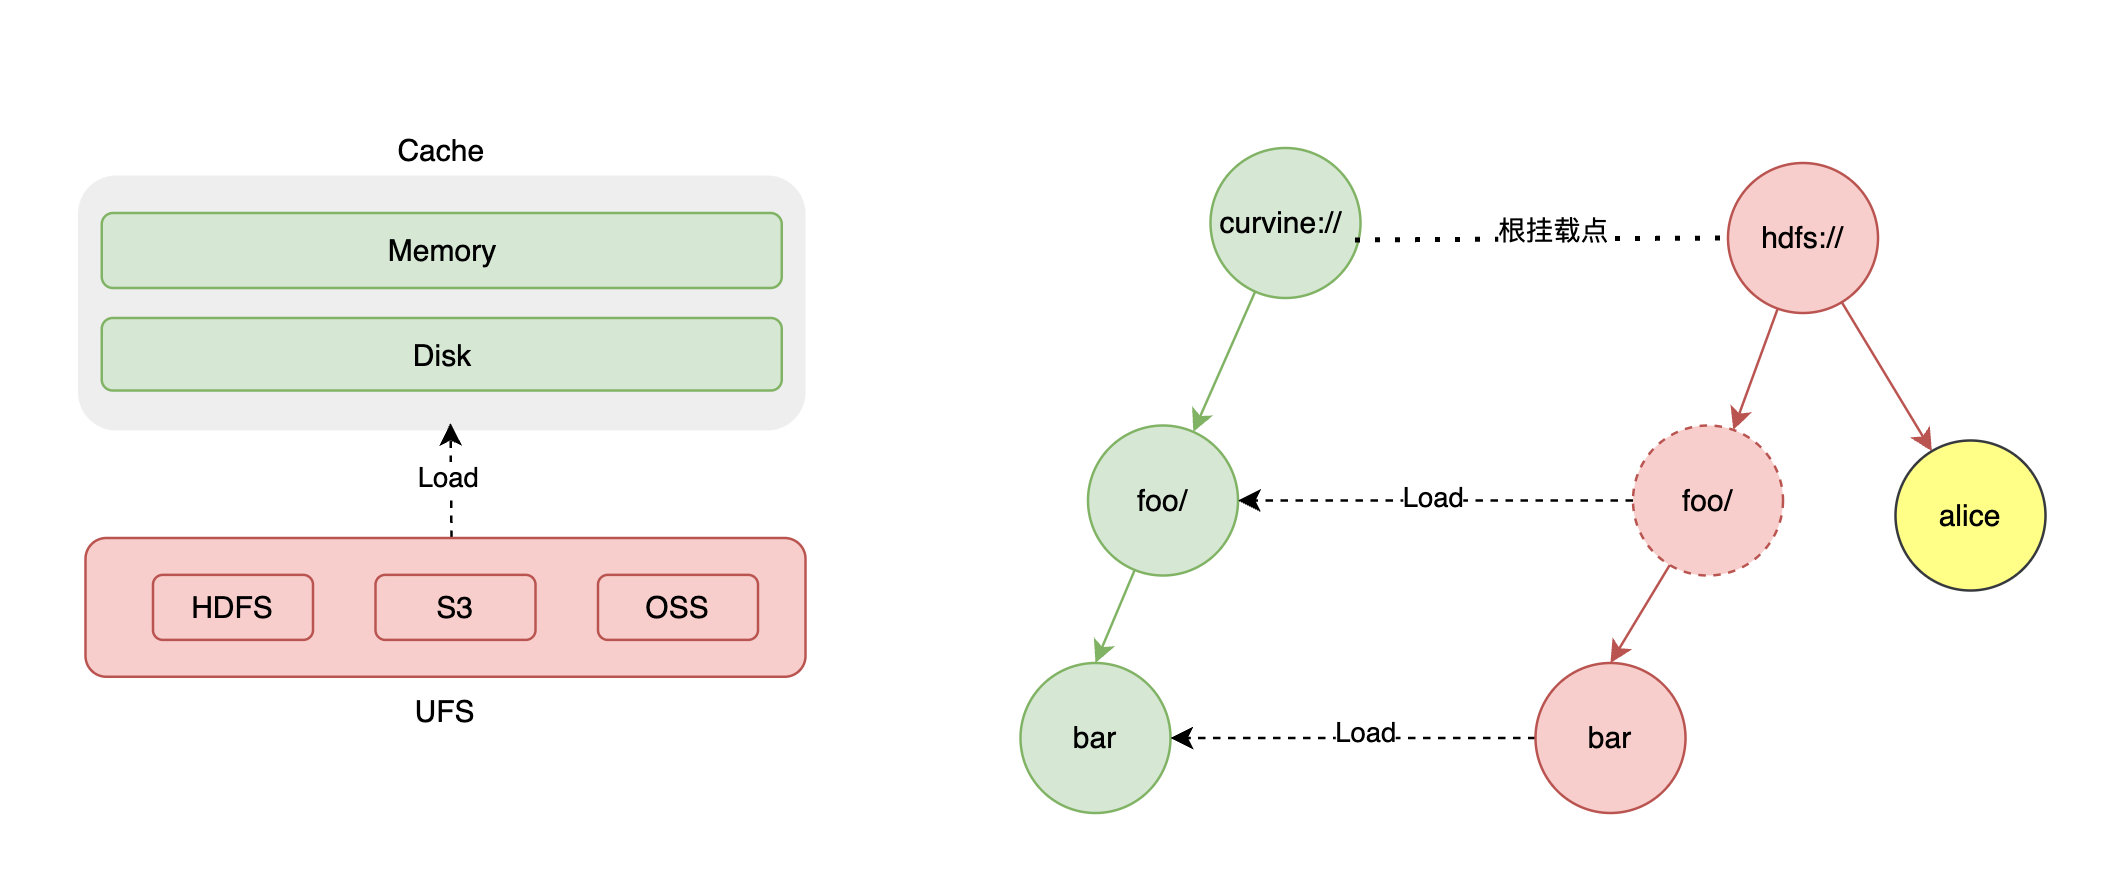 Cache
Memory
Disk
Load
HDFS
S3
OSS
UFS
curvine://
根挂载点
hdfs://
foo/
Load
foo/
alice
bar
Load
bar